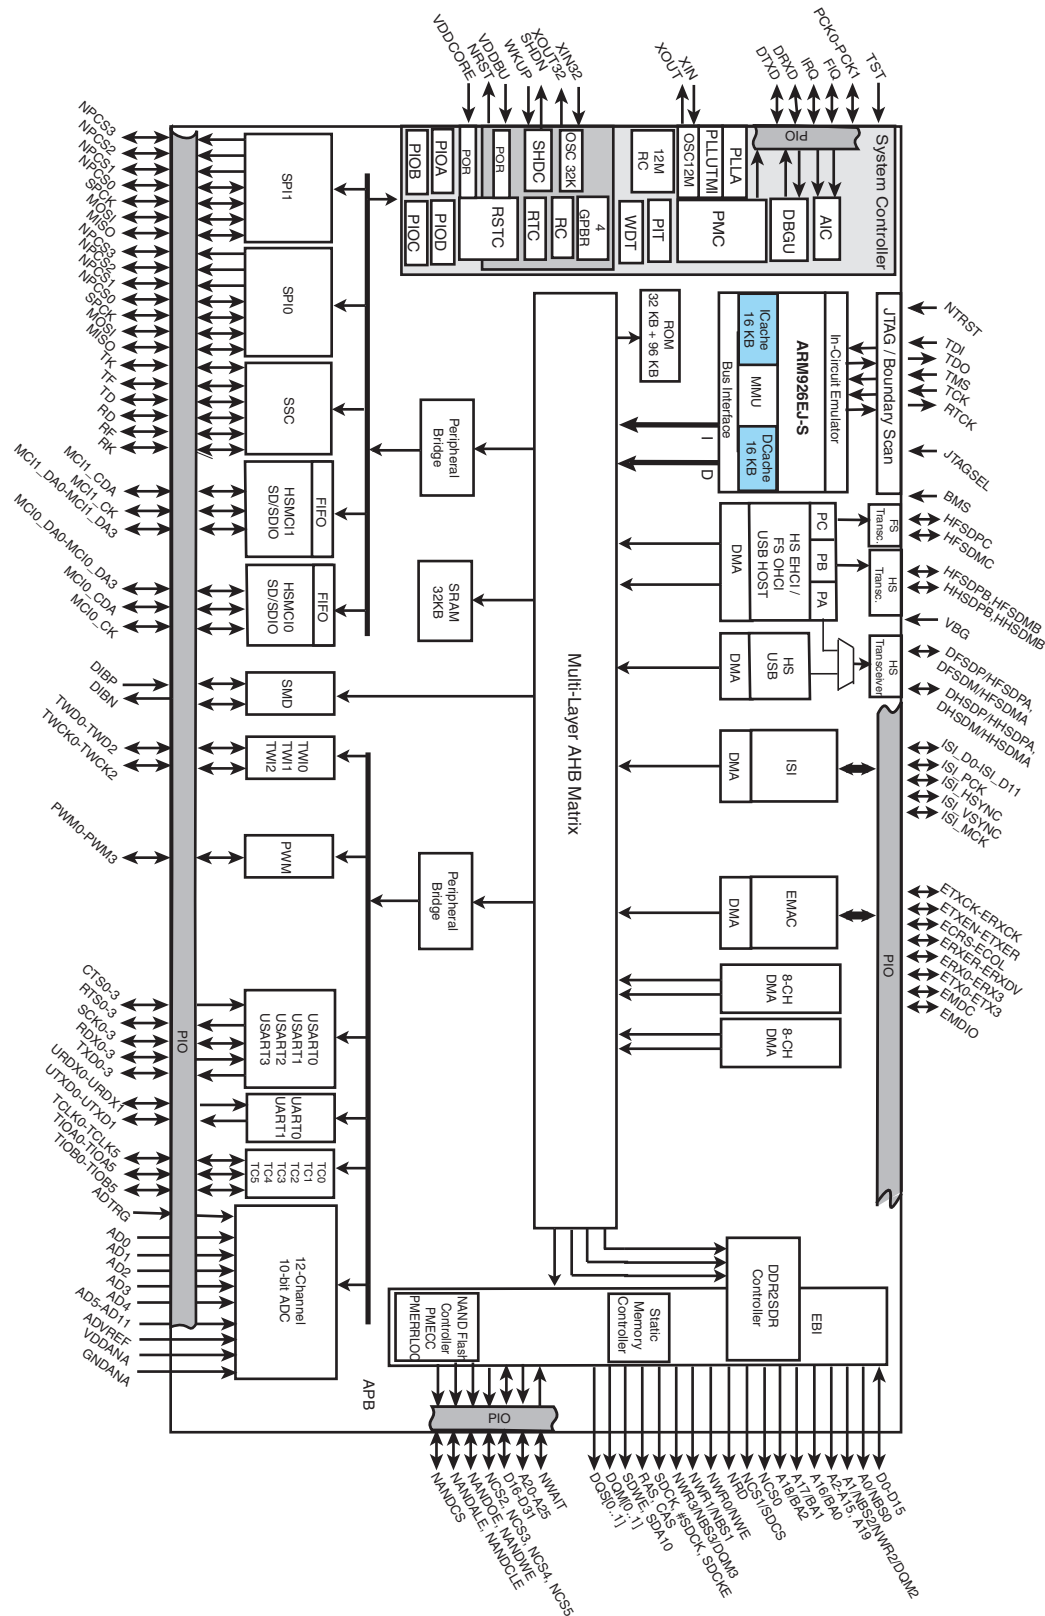 TST
PCK0-PCK1
FIQ
IRQ
DRXD
DTXD
XIN
XOUT
XIN32
XOUT32
SHDN
WKUP
VDDBU
NRST
VDDCORE
System Controller
PIO
AIC
DBGU
PLLA
PLLUTMI
OSC12M
PMC
12M
RC
PIT
WDT
OSC 32K
4
GPBR
RC
SHDC
RTC
POR
POR
RSTC
PIOA
PIOD
PIOB
PIOC
NTRST
TDI
TDO
TMS
TCK
RTCK
JTAGSEL
JTAG / Boundary Scan
In-Circuit Emulator
ARM926EJ-S
ICache
16 KB
MMU
DCache
16 KB
Bus Interface
I
D
ROM
32 KB + 96 KB
BMS
HFSDPC
HFSDMC
HFSDPB,HFSDMB
HHSDPB,HHSDMB
VBG
DFSDP/HFSDPA,
DFSDM/HFSDMA
DHSDP/HHSDPA,
DHSDM/HHSDMA
FS
Transc.
HS
Transc.
HS
Transceiver
PC
PB
PA
HS EHCI /
FS OHCI
USB HOST
DMA
HS
USB
DMA
ISI_D0-ISI_D11
ISI_PCK
ISI_HSYNC
ISI_VSYNC
ISI_MCK
ISI
DMA
ETXCK-ERXCK
ETXEN-ETXER
ECRS-ECOL
ERXER-ERXDV
ERX0-ERX3
ETX0-ETX3
EMDC
EMDIO
PIO
EMAC
DMA
8-CH
DMA
8-CH
DMA
Multi-Layer AHB Matrix
Peripheral
Bridge
SRAM
32KB
Peripheral
Bridge
SPI1
SPI0
SSC
FIFO
HSMCI1
SD/SDIO
FIFO
HSMCI0
SD/SDIO
SMD
TWI0
TWI1
TWI2
PWM
USART0
USART1
USART2
USART3
UART0
UART1
TC0
TC1
TC2
TC3
TC4
TC5
12-Channel
10-bit ADC
APB
PIO
NPCS3
NPCS2
NPCS1
NPCS0
SPCK
MOSI
MISO
NPCS3
NPCS2
NPCS1
NPCS0
SPCK
MOSI
MISO
TK
TF
TD
RD
RF
RK
MCI1_CDA
MCI1_CK
MCI1_DA0-MCI1_DA3
MCI0_DA0-MCI0_DA3
MCI0_CDA
MCI0_CK
DIBP
DIBN
TWD0-TWD2
TWCK0-TWCK2
PWM0-PWM3
CTS0-3
RTS0-3
SCK0-3
RDX0-3
TXD0-3
URDX0-URDX1
UTXD0-UTXD1
TCLK0-TCLK5
TIOA0-TIOA5
TIOB0-TIOB5
ADTRG
AD0
AD1
AD2
AD3
AD4
AD5-AD11
ADVREF
VDDANA
GNDANA
EBI
DDR2SDR
Controller
Static
Memory
Controller
NAND Flash
Controller
PMECC
PMERRLOC
PIO
D0-D15
A0/NBS0
A1/NBS2/NWR2/DQM2
A2-A15, A19
A16/BA0
A17/BA1
A18/BA2
NCS0
NCS1/SDCS
NRD
NWR0/NWE
NWR1/NBS1
NWR3/NBS3/DQM3
SDCK, #SDCK, SDCKE
RAS, CAS
SDWE, SDA10
DQM[0..1]
DQS[0..1]
NWAIT
A20-A25
D16-D31
NCS2, NCS3, NCS4, NCS5
NANDOE, NANDWE
NANDALE, NANDCLE
NANDCS